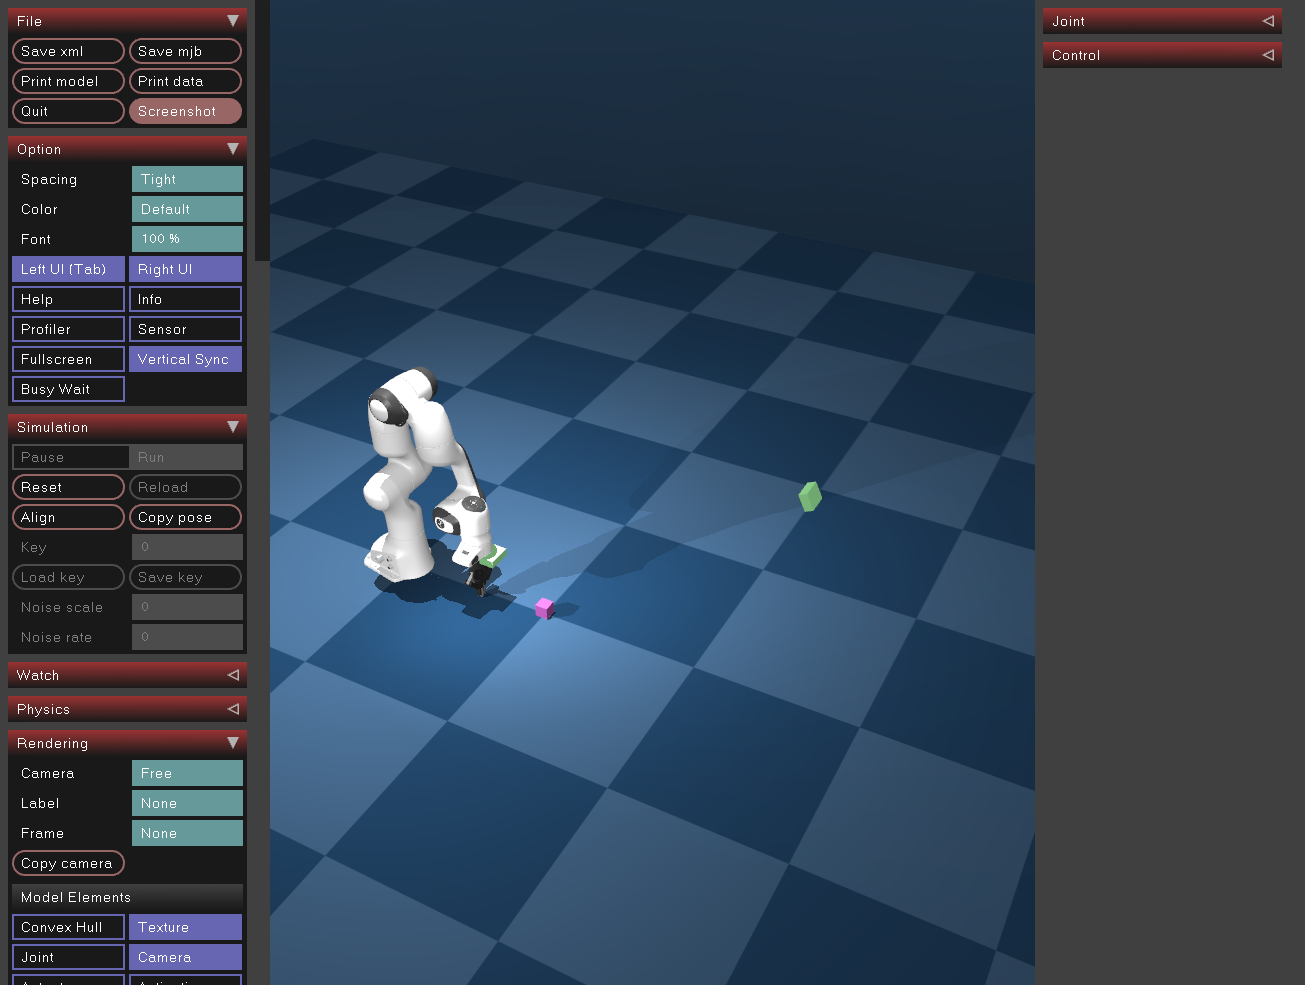 File
Save xml
Save mjb
Print model
Print data
Quit
Screenshot
Option
Spacing
Tight
Color
Default
Font
100 %
Left UI (Tab)
Right UI
Help
Info
Profiler
Sensor
Fullscreen
Vertical Sync
Busy Wait
Simulation
Pause
Run
Reset
Reload
Align
Copy pose
Key
0
Load key
Save key
Noise scale
0
Noise rate
0
Watch
Physics
Rendering
Camera
Free
Label
None
Frame
None
Copy camera
Model Elements
Convex Hull
Texture
Joint
Camera
Joint
Control